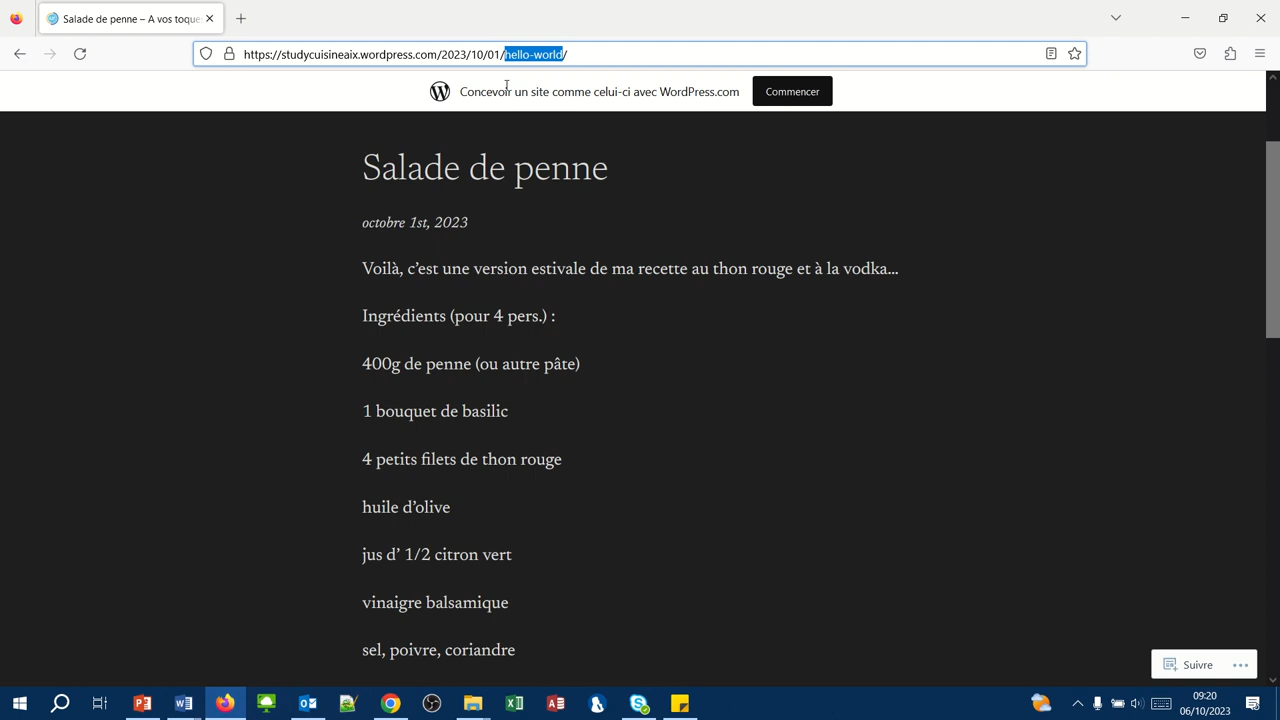 Salade de penne – A vos toque
https://studycuisineaix.wordpress.com/2023/10/01/hello-world/
Concevoir un site comme celui-ci avec WordPress.com
Commencer
Salade de penne
octobre 1st, 2023
Voilà, c’est une version estivale de ma recette au thon rouge et à la vodka…
Ingrédients (pour 4 pers.) :
400g de penne (ou autre pâte)
1 bouquet de basilic
4 petits filets de thon rouge
huile d’olive
jus d’ 1/2 citron vert
vinaigre balsamique
sel, poivre, coriandre
Suivre
09:20
06/10/2023